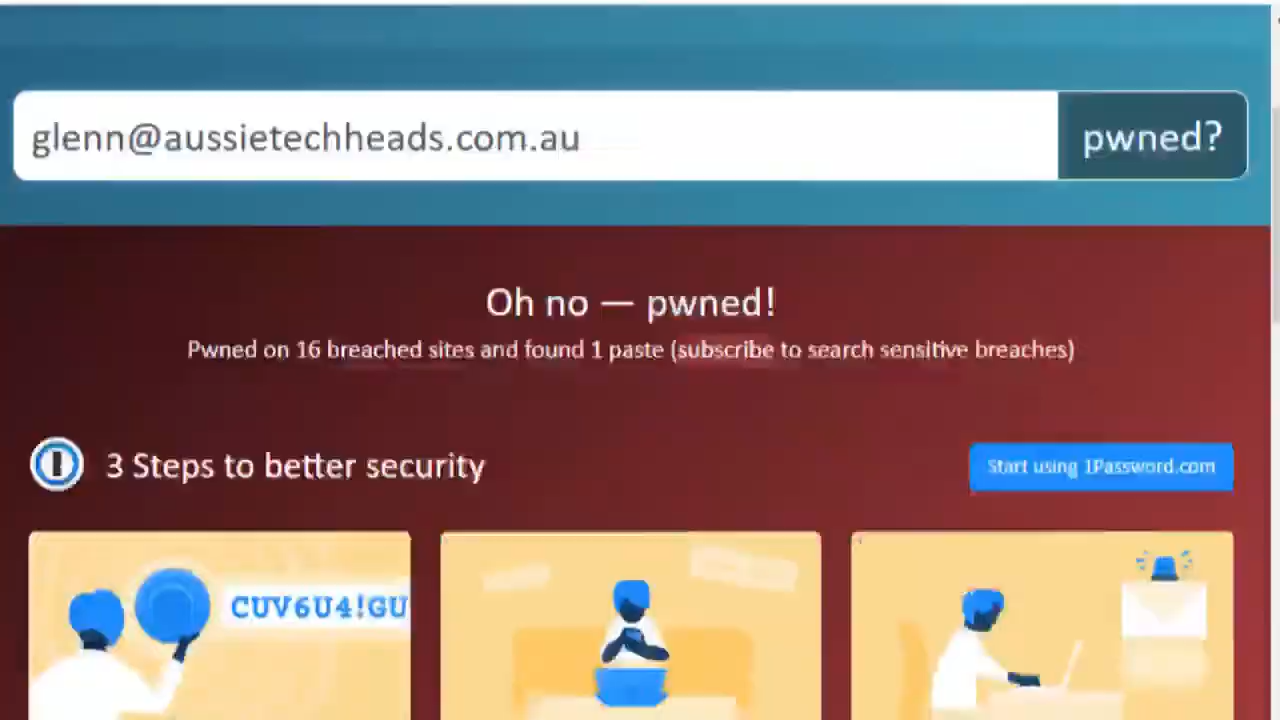 glenn@aussietechheads.com.au
pwned?
Oh no — pwned!
Pwned on 16 breached sites and found 1 paste (subscribe to search sensitive breaches)
3 Steps to better security
Start using 1Password.com
CUV6U4!GU